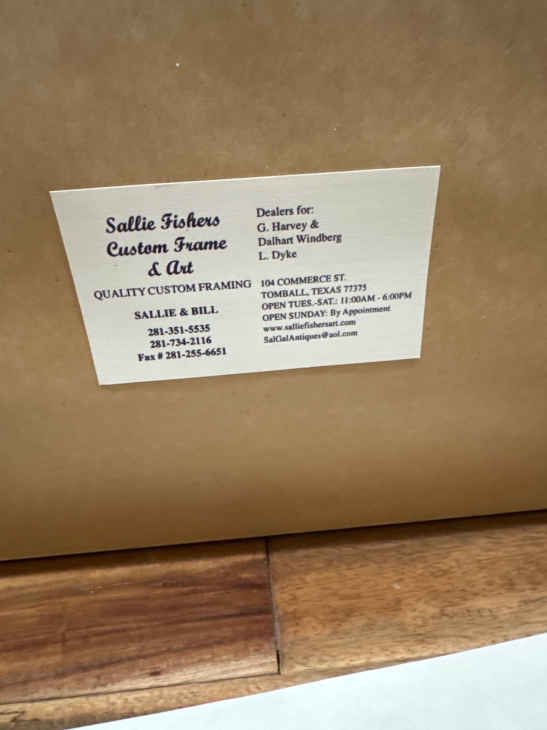 Sallie Fishers
Custom Frame
& Art
QUALITY CUSTOM FRAMING
SALLIE & BILL
281-351-5535
281-734-2116
Fax # 281-255-6651
Dealers for:
G. Harvey &
Dalhart Windberg
L. Dyke
104 COMMERCE ST.
TOMBALL, TEXAS 77375
OPEN TUES.-SAT.: 11:00AM - 6:00PM
OPEN SUNDAY: By Appointment
www.salliefishersart.com
SalGalAntiques@aol.com